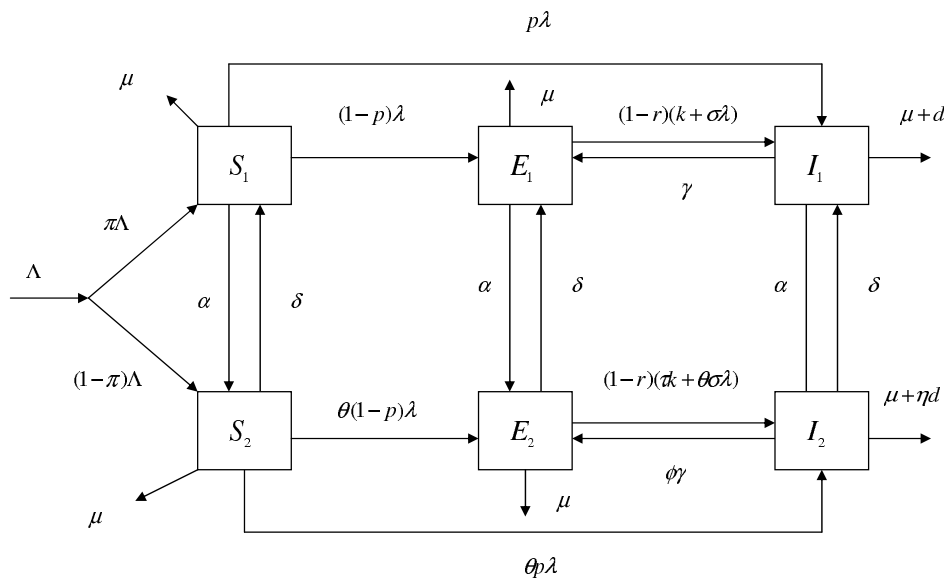 pλ
μ
(1−p)λ
μ
(1−r)(k+σλ)
μ+d
S₁
E₁
I₁
γ
πΛ
Λ
α
δ
α
δ
α
δ
(1−π)Λ
θ(1−p)λ
(1−r)(τk+θσλ)
μ+ηd
S₂
E₂
I₂
ϕγ
μ
μ
θpλ